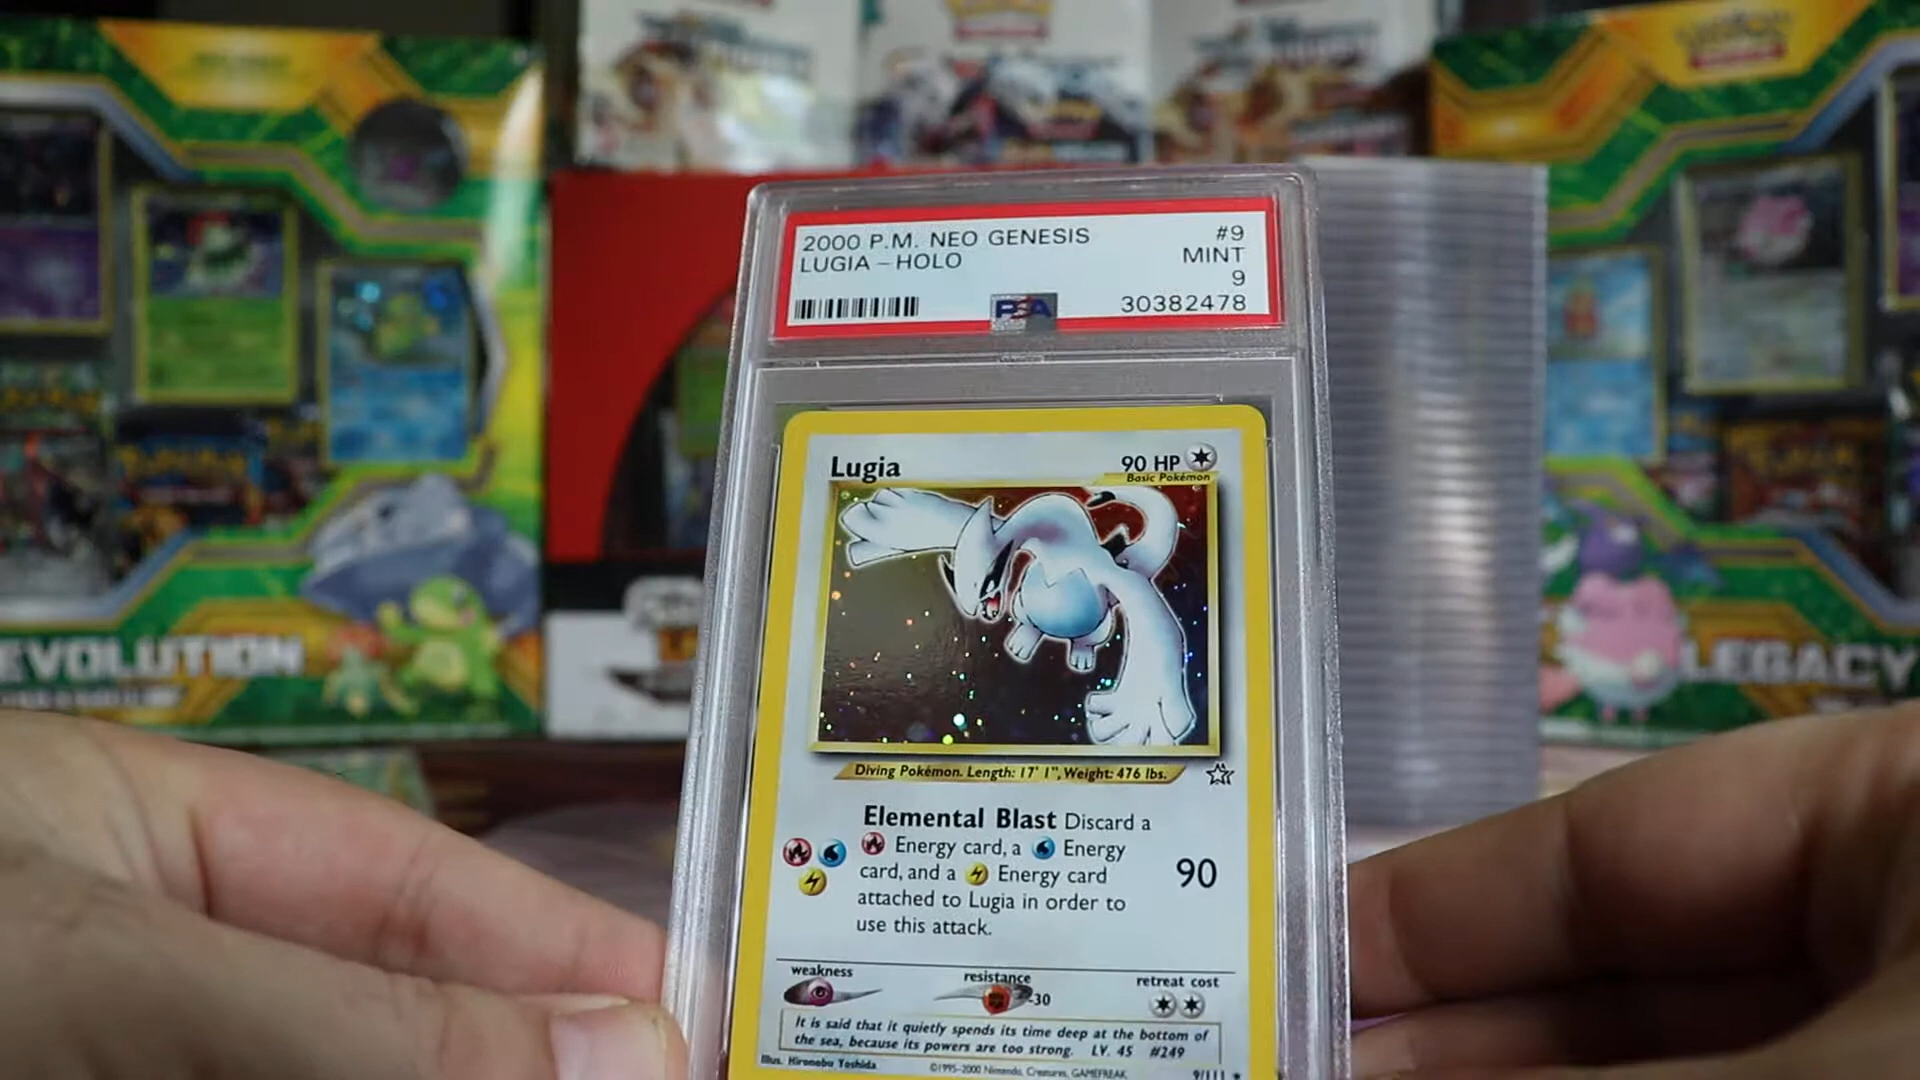 2000 P.M. NEO GENESIS #9
LUGIA - HOLO MINT
9
PSA 30382478
Lugia 90 HP
Basic Pokémon
Diving Pokémon. Length: 17' 1", Weight: 476 lbs.
Elemental Blast Discard a
Energy card, a Energy
card, and a Energy card
attached to Lugia in order to
use this attack.
90
weakness resistance retreat cost
-30
It is said that it quietly spends its time deep at the bottom of
the sea, because its powers are too strong. LV. 45 #249
Illus. Hironobu Yoshida ©1995-2000 Nintendo, Creatures, GAMEFREAK. 9/111 ★
EVOLUTION
LEGACY